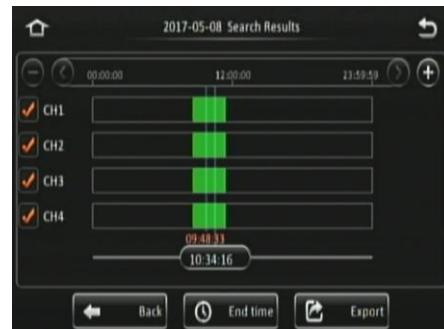 2017-05-08 Search Results
00:00:00 12:00:00 23:59:59
CH1
CH2
CH3
CH4
09:48:33
10:34:16
Back End time Export